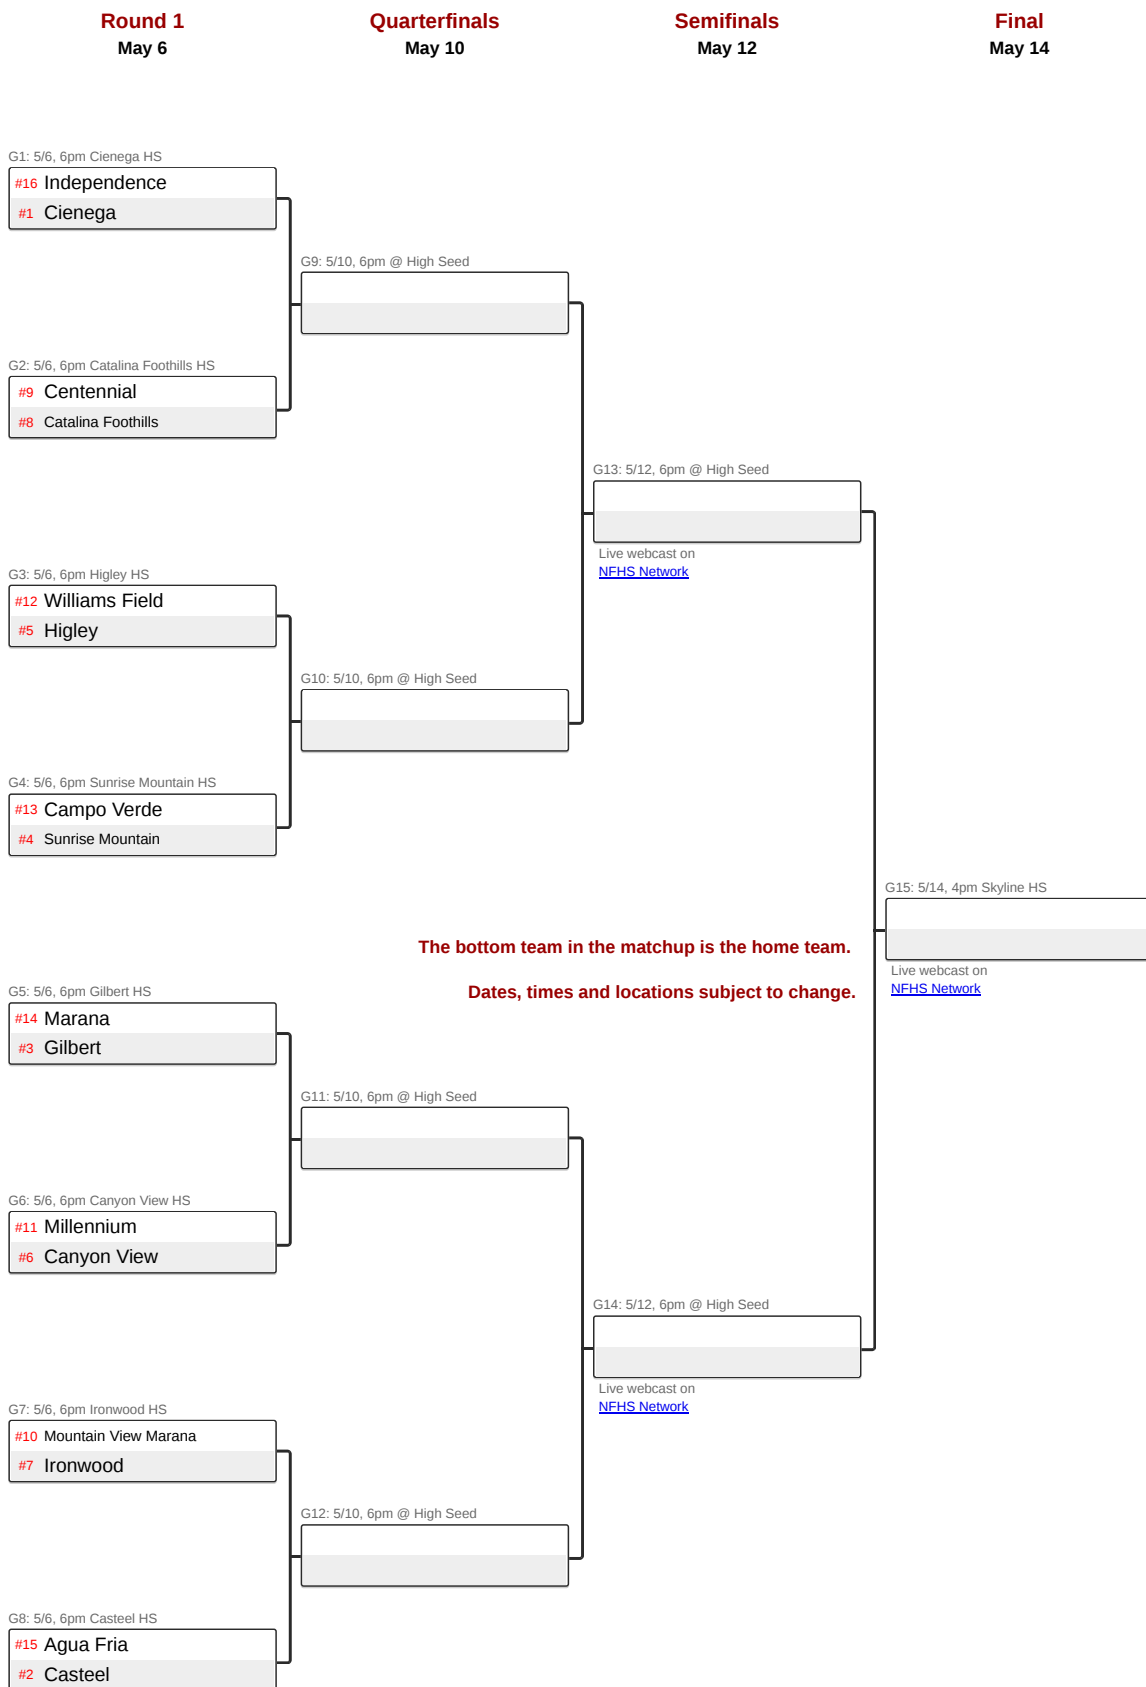 Round 1
May 6
Quarterfinals
May 10
Semifinals
May 12
Final
May 14
G1: 5/6, 6pm Cienega HS
#16 Independence
#1 Cienega
G9: 5/10, 6pm @ High Seed
G2: 5/6, 6pm Catalina Foothills HS
#9 Centennial
#8 Catalina Foothills
G13: 5/12, 6pm @ High Seed
Live webcast on
NFHS Network
G3: 5/6, 6pm Higley HS
#12 Williams Field
#5 Higley
G10: 5/10, 6pm @ High Seed
G4: 5/6, 6pm Sunrise Mountain HS
#13 Campo Verde
#4 Sunrise Mountain
G15: 5/14, 4pm Skyline HS
Live webcast on
NFHS Network
The bottom team in the matchup is the home team.
Dates, times and locations subject to change.
G5: 5/6, 6pm Gilbert HS
#14 Marana
#3 Gilbert
G11: 5/10, 6pm @ High Seed
G6: 5/6, 6pm Canyon View HS
#11 Millennium
#6 Canyon View
G14: 5/12, 6pm @ High Seed
Live webcast on
NFHS Network
G7: 5/6, 6pm Ironwood HS
#10 Mountain View Marana
#7 Ironwood
G12: 5/10, 6pm @ High Seed
G8: 5/6, 6pm Casteel HS
#15 Agua Fria
#2 Casteel